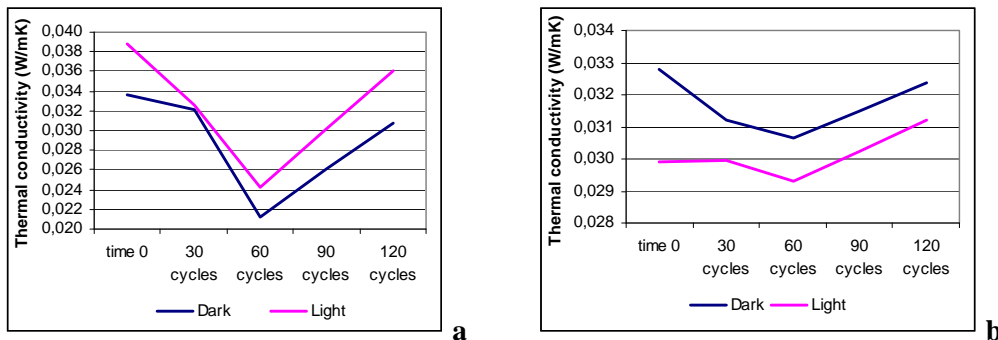 Thermal conductivity (W/mK)
0,040
0,038
0,036
0,034
0,032
0,030
0,028
0,026
0,024
0,022
0,020
time 0 30 60 90 120
cycles cycles cycles cycles
Dark Light
a
Thermal conductivity (W/mK)
0,034
0,033
0,032
0,031
0,030
0,029
0,028
time 0 30 60 90 120
cycles cycles cycles cycles
Dark Light
b